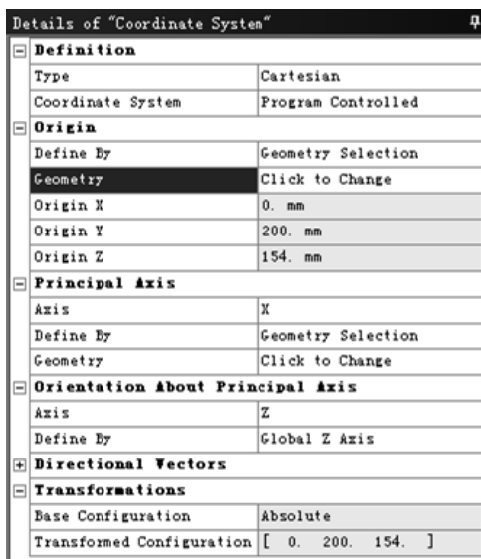 Details of "Coordinate System"
Definition
Type Cartesian
Coordinate System Program Controlled
Origin
Define By Geometry Selection
Geometry Click to Change
Origin X 0. mm
Origin Y 200. mm
Origin Z 154. mm
Principal Axis
Axis X
Define By Geometry Selection
Geometry Click to Change
Orientation About Principal Axis
Axis Z
Define By Global Z Axis
Directional Vectors
Transformations
Base Configuration Absolute
Transformed Configuration [ 0. 200. 154. ]